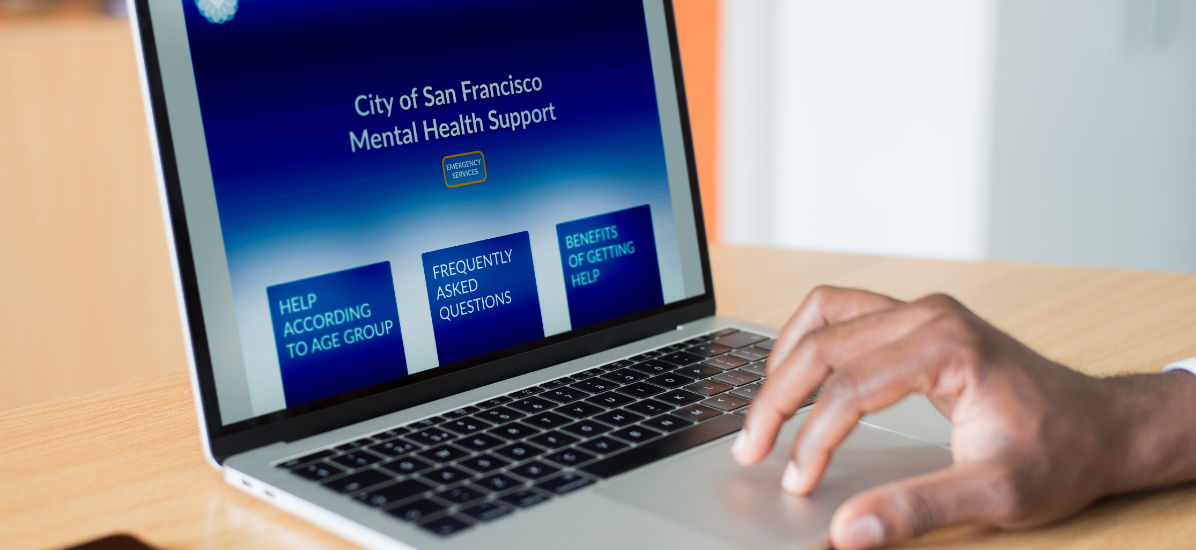 City of San Francisco
Mental Health Support
EMERGENCY
SERVICES
HELP
ACCORDING
TO AGE GROUP
FREQUENTLY
ASKED
QUESTIONS
BENEFITS
OF GETTING
HELP